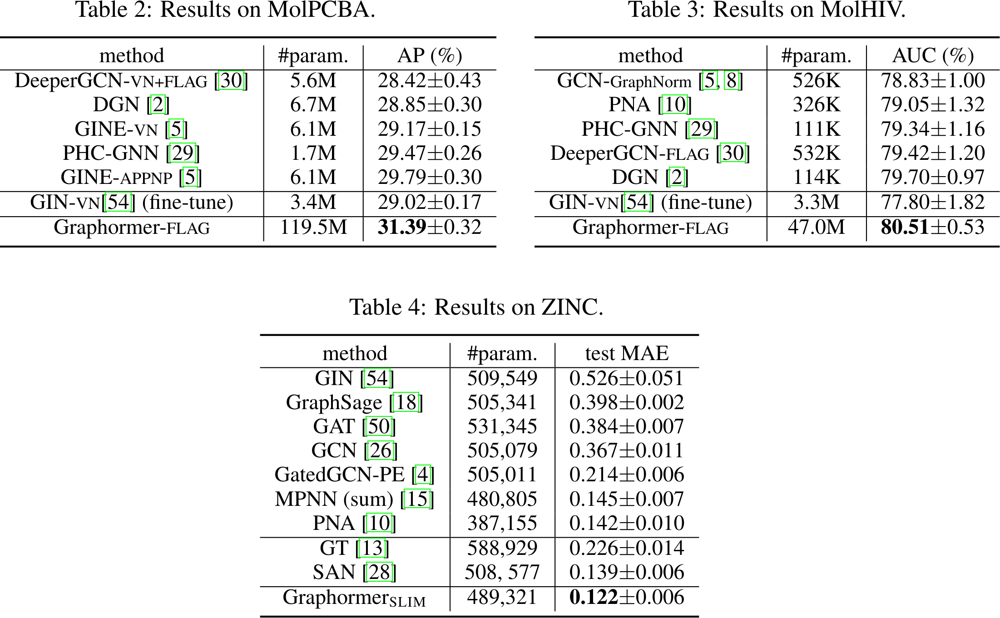 Table 2: Results on MolPCBA.
method #param. AP (%)
DeeperGCN-VN+FLAG [30] 5.6M 28.42±0.43
DGN [2] 6.7M 28.85±0.30
GINE-VN [5] 6.1M 29.17±0.15
PHC-GNN [29] 1.7M 29.47±0.26
GINE-APPNP [5] 6.1M 29.79±0.30
GIN-VN[54] (fine-tune) 3.4M 29.02±0.17
Graphormer-FLAG 119.5M 31.39±0.32
Table 3: Results on MolHIV.
method #param. AUC (%)
GCN-GraphNorm [5, 8] 526K 78.83±1.00
PNA [10] 326K 79.05±1.32
PHC-GNN [29] 111K 79.34±1.16
DeeperGCN-FLAG [30] 532K 79.42±1.20
DGN [2] 114K 79.70±0.97
GIN-VN[54] (fine-tune) 3.3M 77.80±1.82
Graphormer-FLAG 47.0M 80.51±0.53
Table 4: Results on ZINC.
method #param. test MAE
GIN [54] 509,549 0.526±0.051
GraphSage [18] 505,341 0.398±0.002
GAT [50] 531,345 0.384±0.007
GCN [26] 505,079 0.367±0.011
GatedGCN-PE [4] 505,011 0.214±0.006
MPNN (sum) [15] 480,805 0.145±0.007
PNA [10] 387,155 0.142±0.010
GT [13] 588,929 0.226±0.014
SAN [28] 508, 577 0.139±0.006
GraphormerSLIM 489,321 0.122±0.006